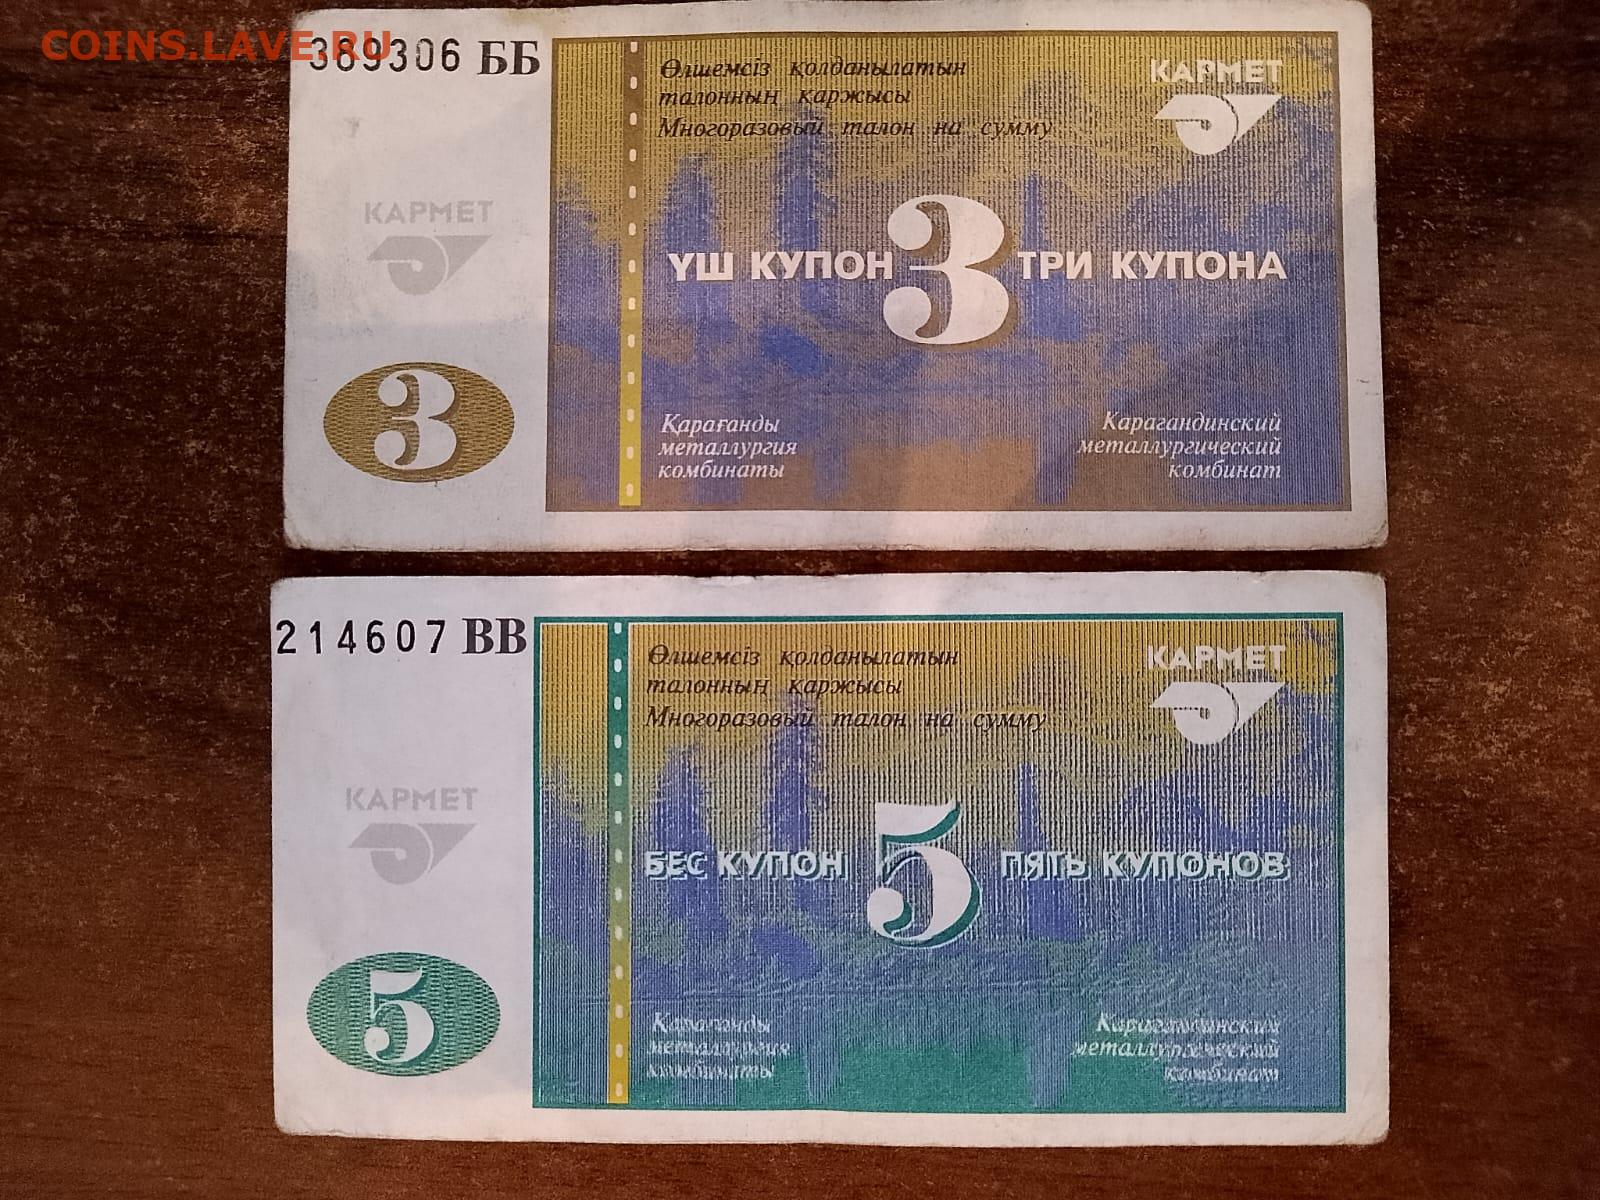 COINS.LAVE.RU
389306 ББ
Өлшемсіз қолданылатын
талонның қаржысы
Многоразовый талон на сумму
КАРМЕТ
КАРМЕТ
ҮШ КУПОН 3 ТРИ КУПОНА
3
Қарағанды
металлургия
комбинаты
Карагандинский
металлургический
комбинат
214607 ВВ
Өлшемсіз қолданылатын
талонның қаржысы
Многоразовый талон на сумму
КАРМЕТ
КАРМЕТ
БЕС КУПОН 5 ПЯТЬ КУПОНОВ
5
Қарағанды
металлургия
комбинаты
Карагандинский
металлургический
комбинат